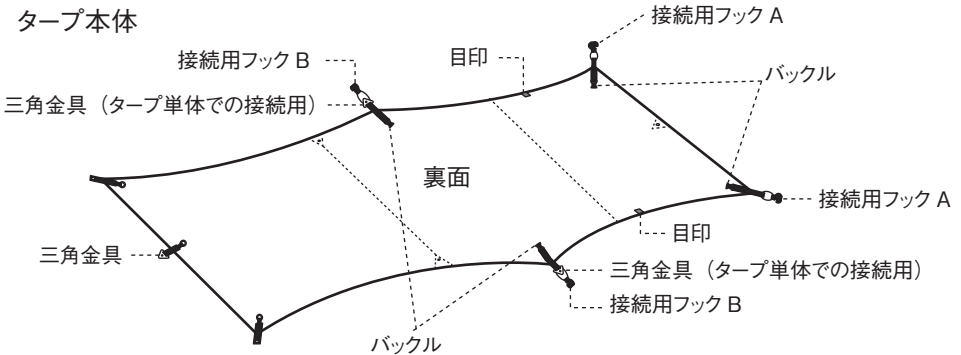 タープ本体
接続用フック A
接続用フック B
目印
バックル
三角金具（タープ単体での接続用）
裏面
接続用フック A
目印
三角金具
三角金具（タープ単体での接続用）
接続用フック B
バックル